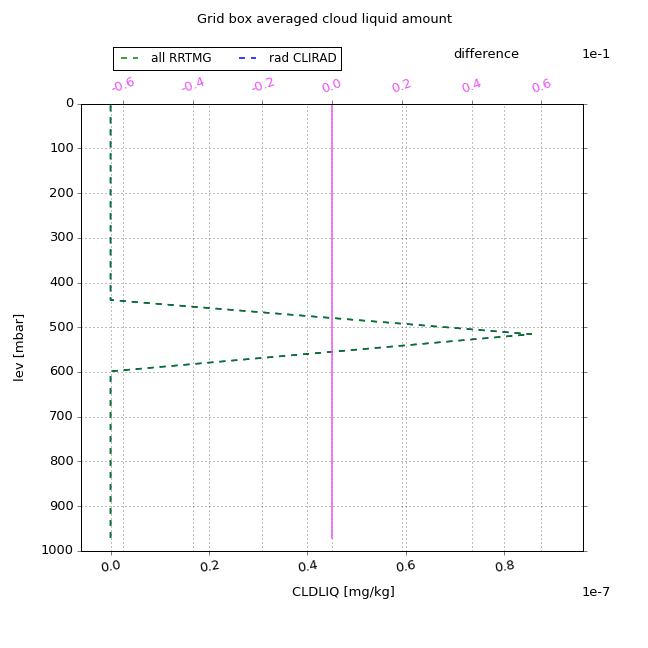 Grid box averaged cloud liquid amount
all RRTMG rad CLIRAD
difference 1e-1
-0.6 -0.4 -0.2 0.0 0.2 0.4 0.6
0
100
200
300
400
500
600
700
800
900
1000
lev [mbar]
0.0 0.2 0.4 0.6 0.8
CLDLIQ [mg/kg] 1e-7